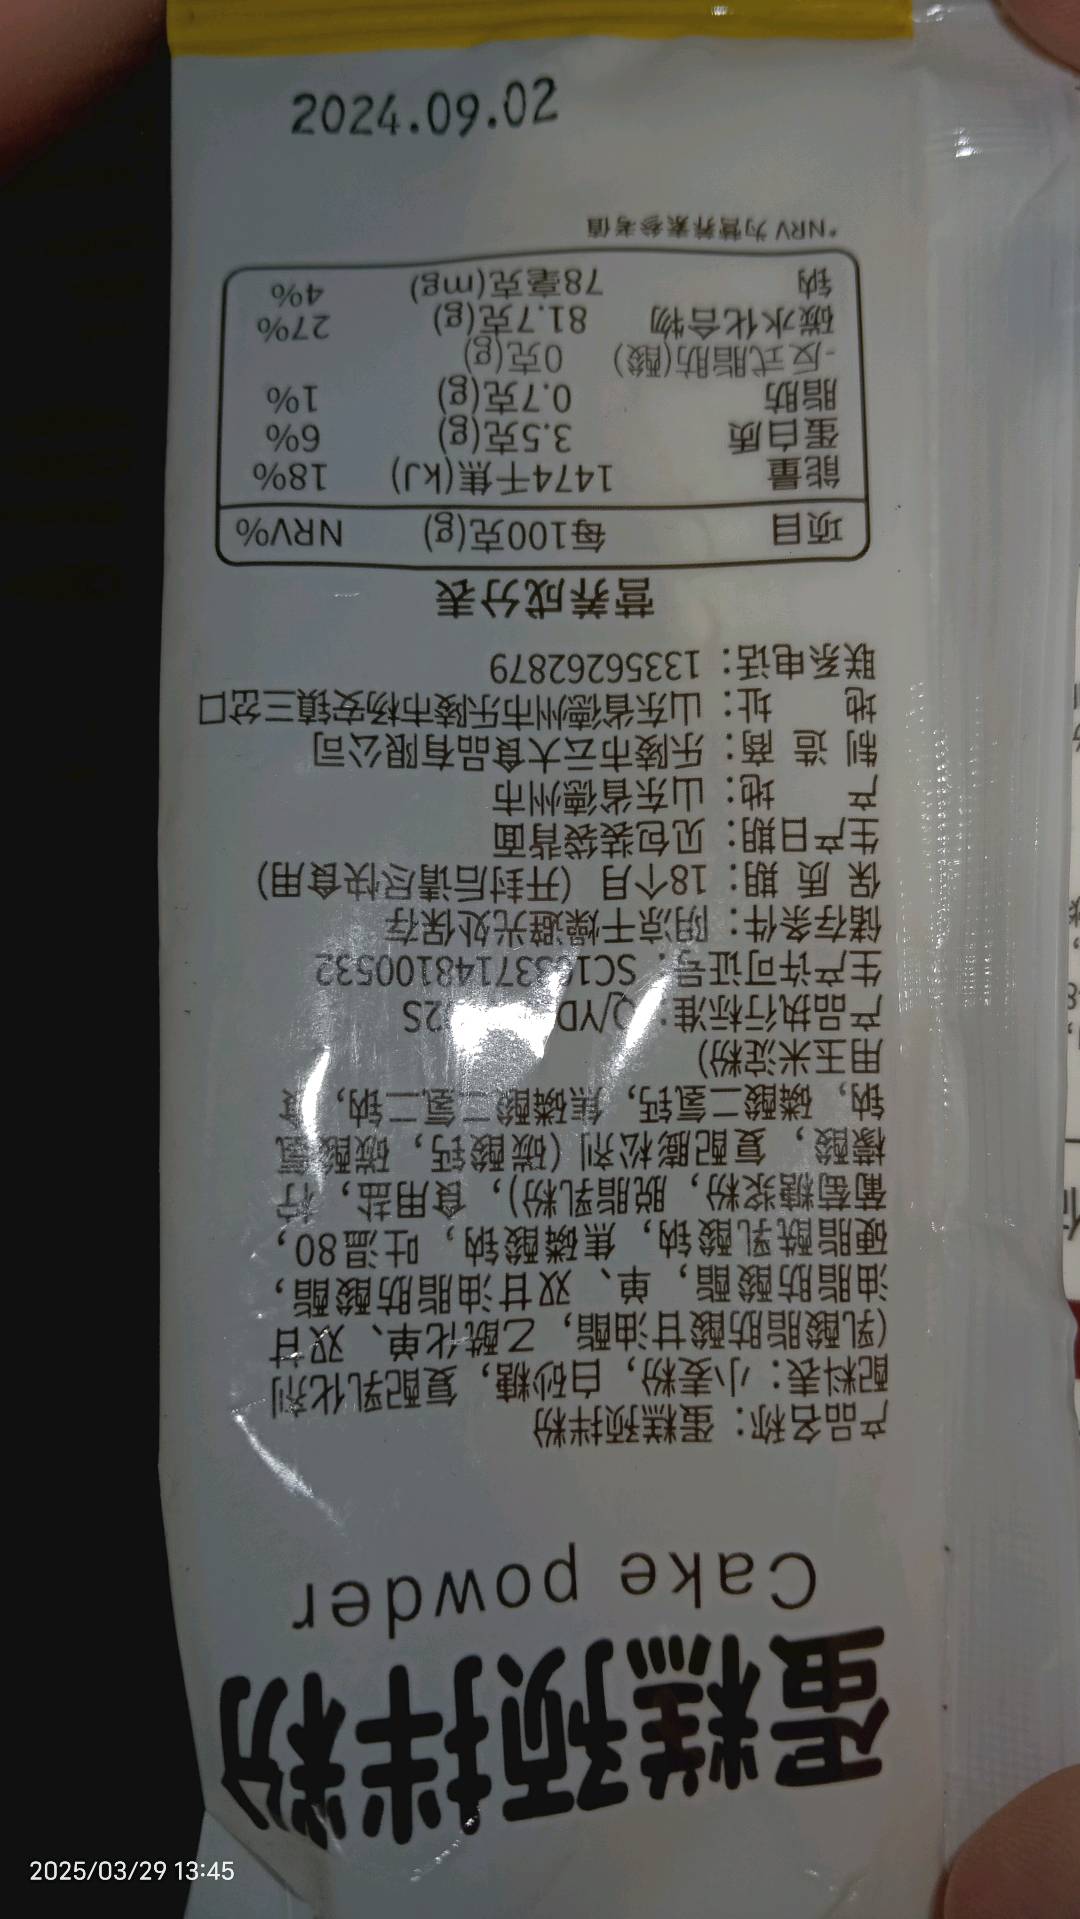 蛋糕预拌粉
Cake powder
产品名称：蛋糕预拌粉
配料表：小麦粉，白砂糖，复配乳化剂
(乳酸脂肪酸甘油酯，乙酰化单、双甘
油脂肪酸酯，单、双甘油脂肪酸酯，
硬脂酰乳酸钠，焦磷酸钠，吐温80，
葡萄糖浆粉，脱脂乳粉)，食用盐，柠
檬酸，复配膨松剂（碳酸钙，碳酸氢
钠，磷酸二氢钙，焦磷酸二氢二钠，食
用玉米淀粉)
产品执行标准：Q/YD 2S
生产许可证号：SC1 37148100532
储存条件：阴凉干燥避光处保存
保质期：18个月（开封后请尽快食用)
生产日期：见包装袋背面
产地：山东省德州市
制造商：乐陵市云大食品有限公司
地址：山东省德州市乐陵市杨安镇三岔口
联系电话：13356262879
营养成分表
项目 每100克(g) NRV%
能量 1474千焦(kJ) 18%
蛋白质 3.5克(g) 6%
脂肪 0.7克(g) 1%
-反式脂肪(酸) 0克(g)
碳水化合物 81.7克(g) 27%
钠 78毫克(mg) 4%
*NRV为营养素参考值
2024.09.02
2025/03/29 13:45